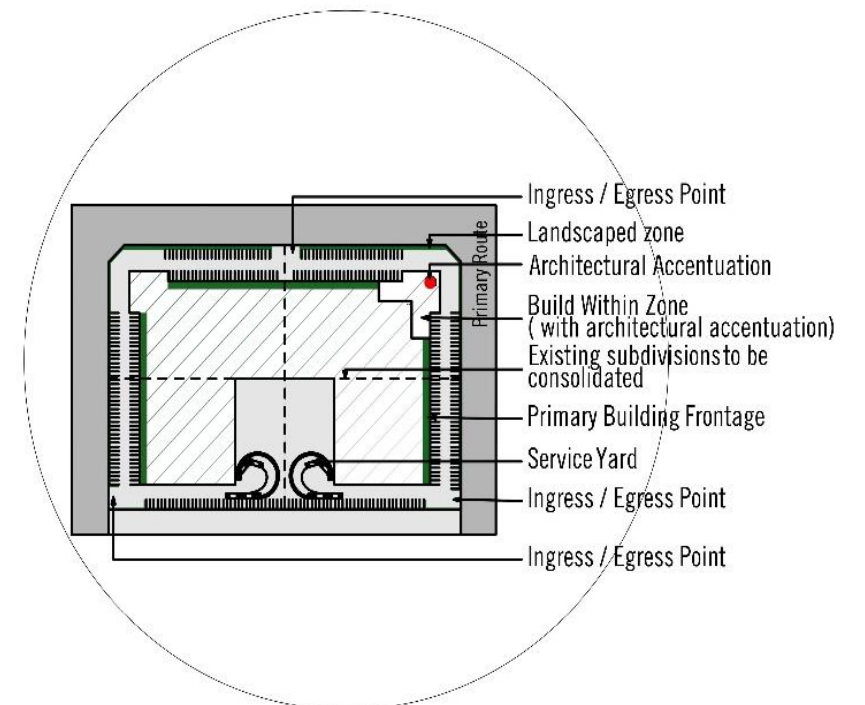 Ingress / Egress Point
Landscaped zone
Primary Route
Architectural Accentuation
Build Within Zone
( with architectural accentuation)
Existing subdivisions to be
consolidated
Primary Building Frontage
Service Yard
Ingress / Egress Point
Ingress / Egress Point